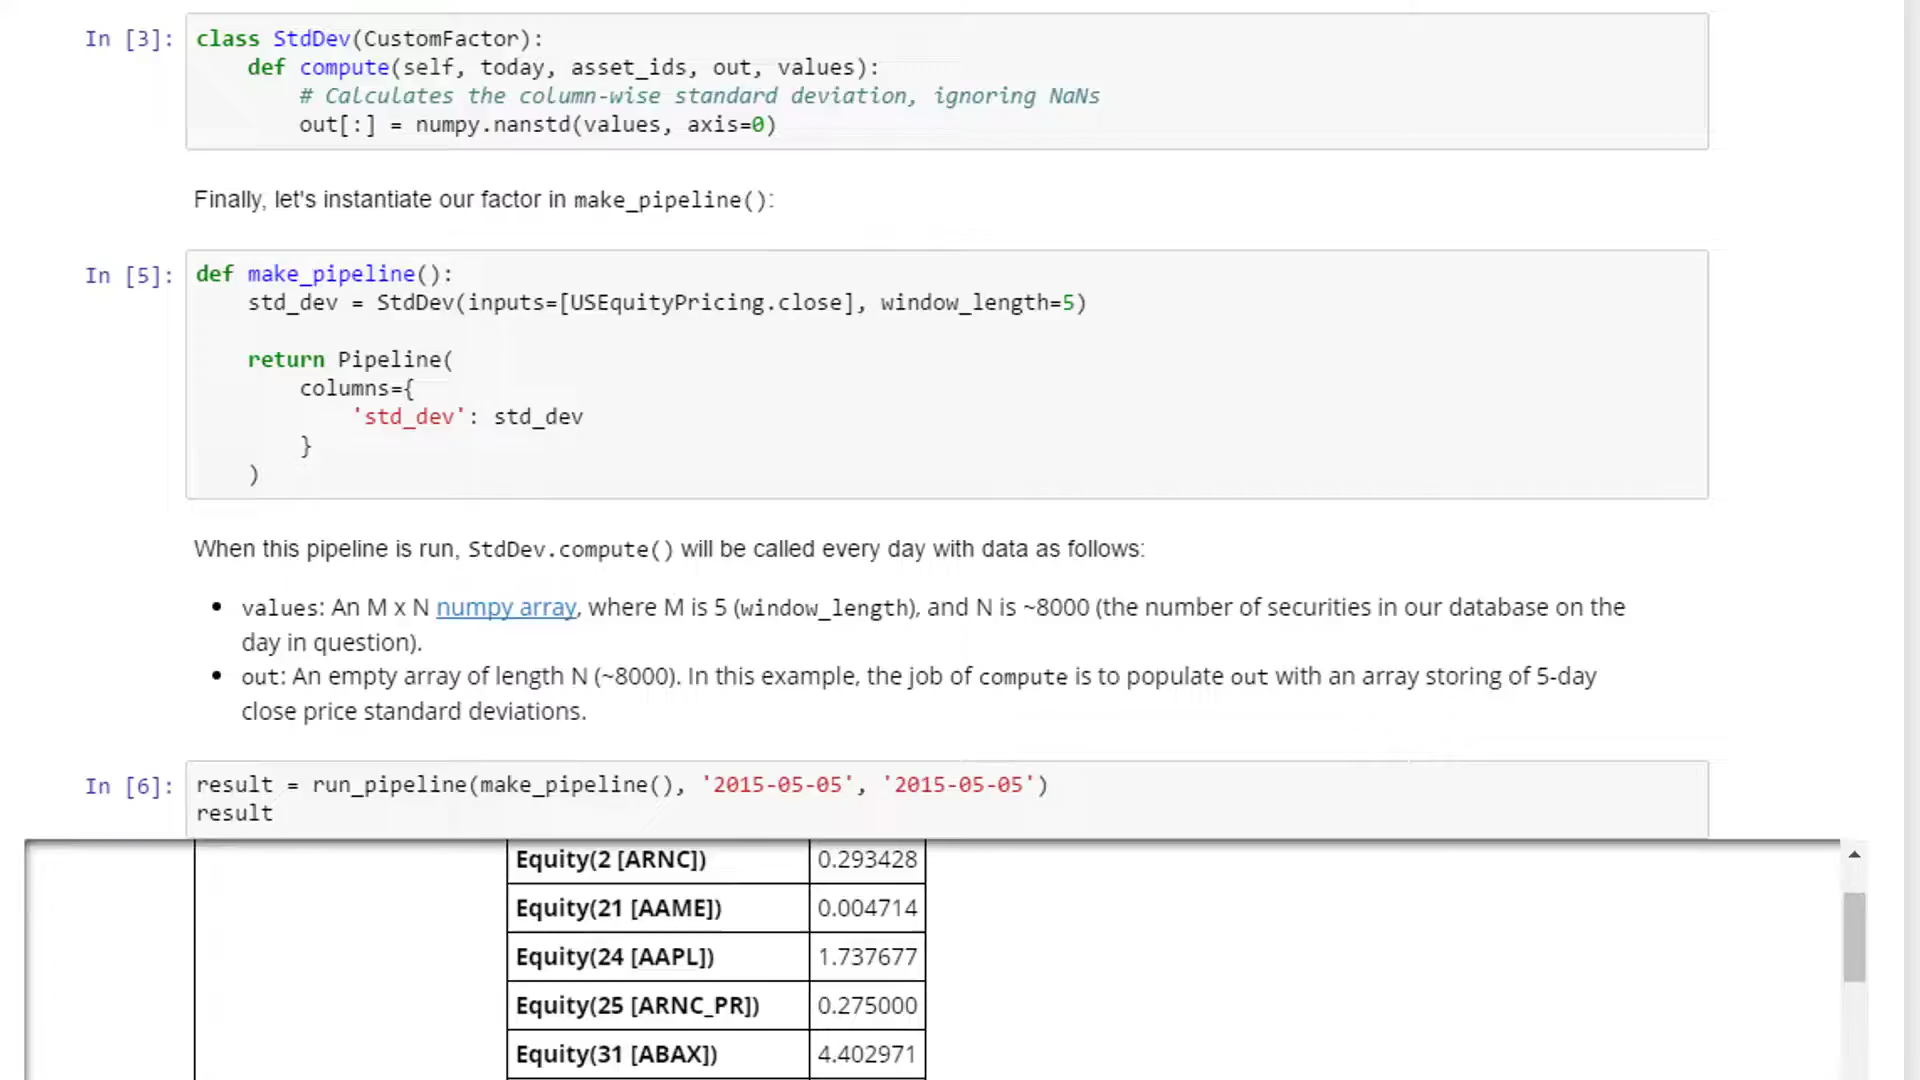 In [3]: class StdDev(CustomFactor):
    def compute(self, today, asset_ids, out, values):
        # Calculates the column-wise standard deviation, ignoring NaNs
        out[:] = numpy.nanstd(values, axis=0)
Finally, let's instantiate our factor in make_pipeline():
In [5]: def make_pipeline():
    std_dev = StdDev(inputs=[USEquityPricing.close], window_length=5)
    return Pipeline(
        columns={
            'std_dev': std_dev
        }
    )
When this pipeline is run, StdDev.compute() will be called every day with data as follows:
• values: An M x N numpy array, where M is 5 (window_length), and N is ~8000 (the number of securities in our database on the
day in question).
• out: An empty array of length N (~8000). In this example, the job of compute is to populate out with an array storing of 5-day
close price standard deviations.
In [6]: result = run_pipeline(make_pipeline(), '2015-05-05', '2015-05-05')
result
Equity(2 [ARNC]) 0.293428
Equity(21 [AAME]) 0.004714
Equity(24 [AAPL]) 1.737677
Equity(25 [ARNC_PR]) 0.275000
Equity(31 [ABAX]) 4.402971